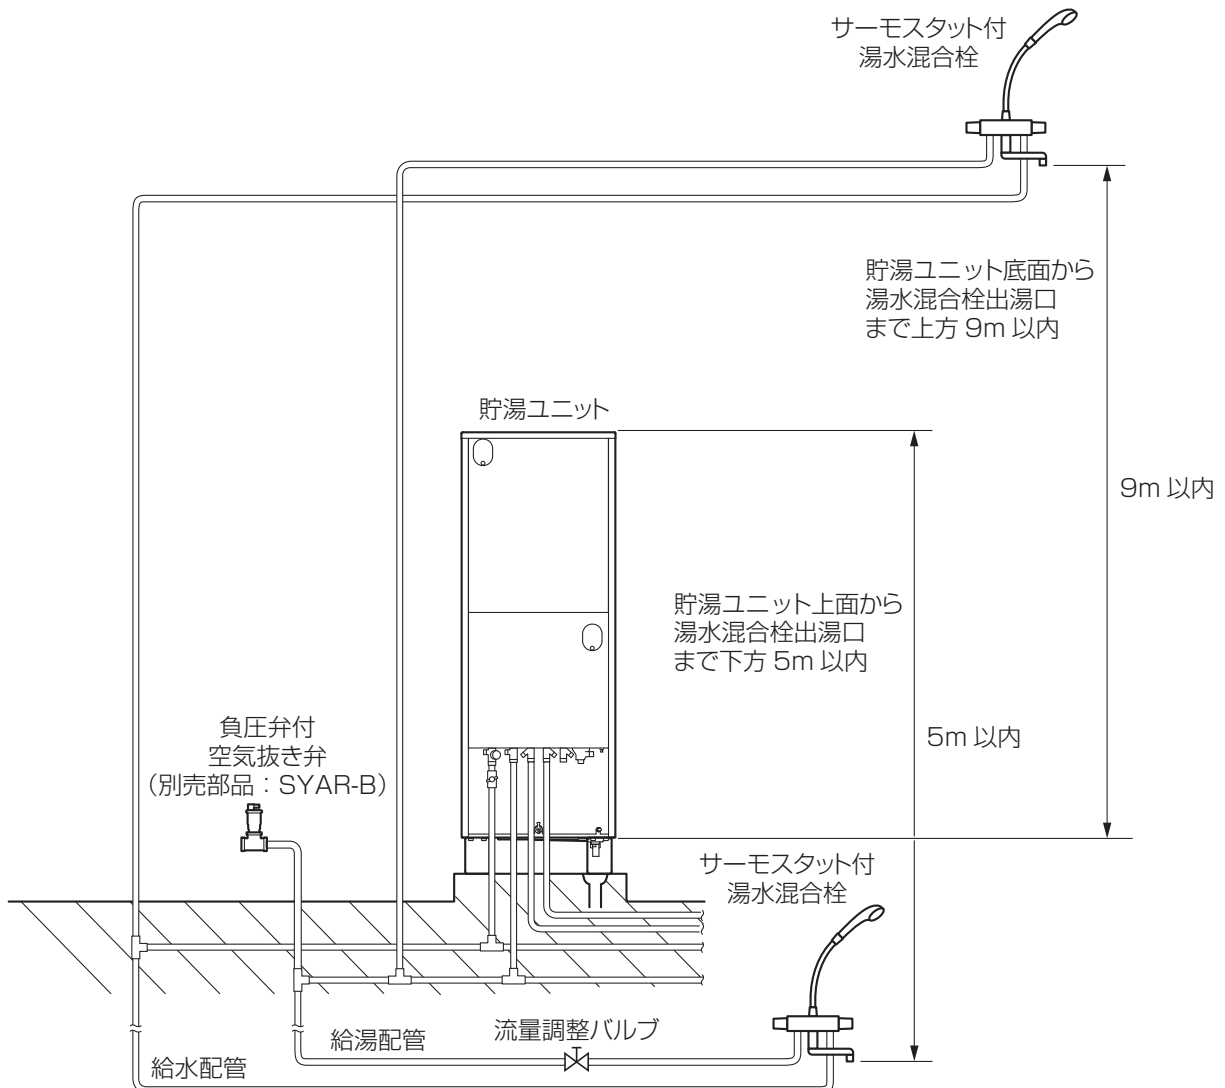 サーモスタット付
湯水混合栓
貯湯ユニット底面から
湯水混合栓出湯口
まで上方 9m 以内
貯湯ユニット
9m 以内
貯湯ユニット上面から
湯水混合栓出湯口
まで下方 5m 以内
負圧弁付
空気抜き弁
（別売部品：SYAR-B）
5m 以内
サーモスタット付
湯水混合栓
給湯配管
流量調整バルブ
給水配管